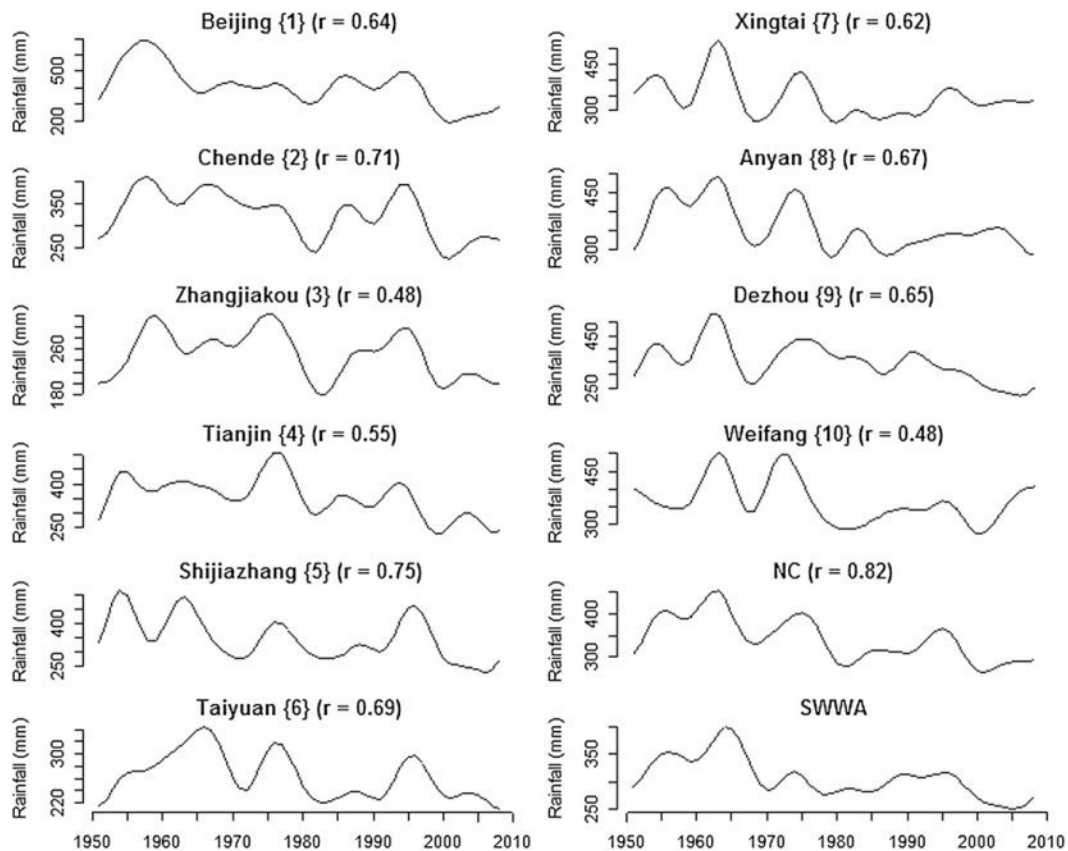 Beijing {1} (r = 0.64)
Rainfall (mm)
500
200
Chende {2} (r = 0.71)
Rainfall (mm)
350
250
Zhangjiakou (3} (r = 0.48)
Rainfall (mm)
260
180
Tianjin {4} (r = 0.55)
Rainfall (mm)
400
250
Shijiazhang {5} (r = 0.75)
Rainfall (mm)
400
250
Taiyuan {6} (r = 0.69)
Rainfall (mm)
300
220
1950 1960 1970 1980 1990 2000 2010
Xingtai {7} (r = 0.62)
Rainfall (mm)
450
300
Anyan {8} (r = 0.67)
Rainfall (mm)
450
300
Dezhou {9} (r = 0.65)
Rainfall (mm)
450
250
Weifang {10} (r = 0.48)
Rainfall (mm)
450
300
NC (r = 0.82)
Rainfall (mm)
400
300
SWWA
Rainfall (mm)
350
250
1950 1960 1970 1980 1990 2000 2010